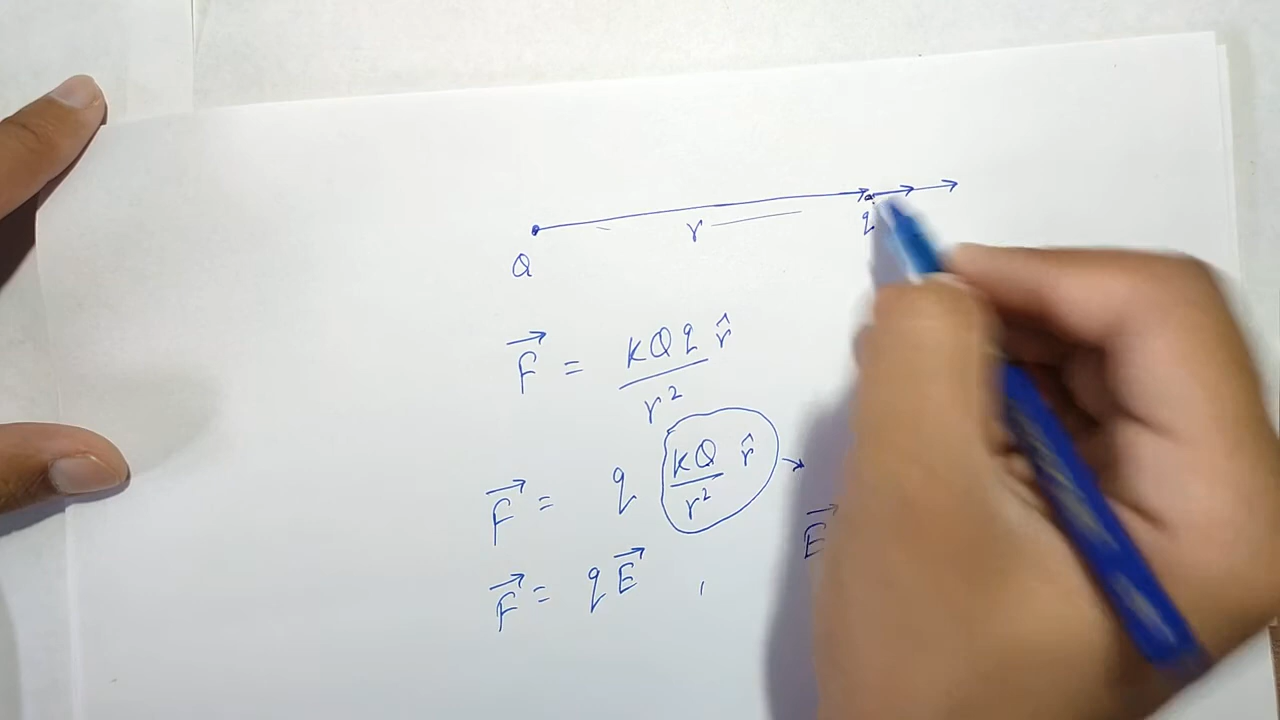 r q
Q
F⃗ = kQq/r² r̂
F⃗ = q kQ/r² r̂
E⃗
F⃗ = qE⃗ ,